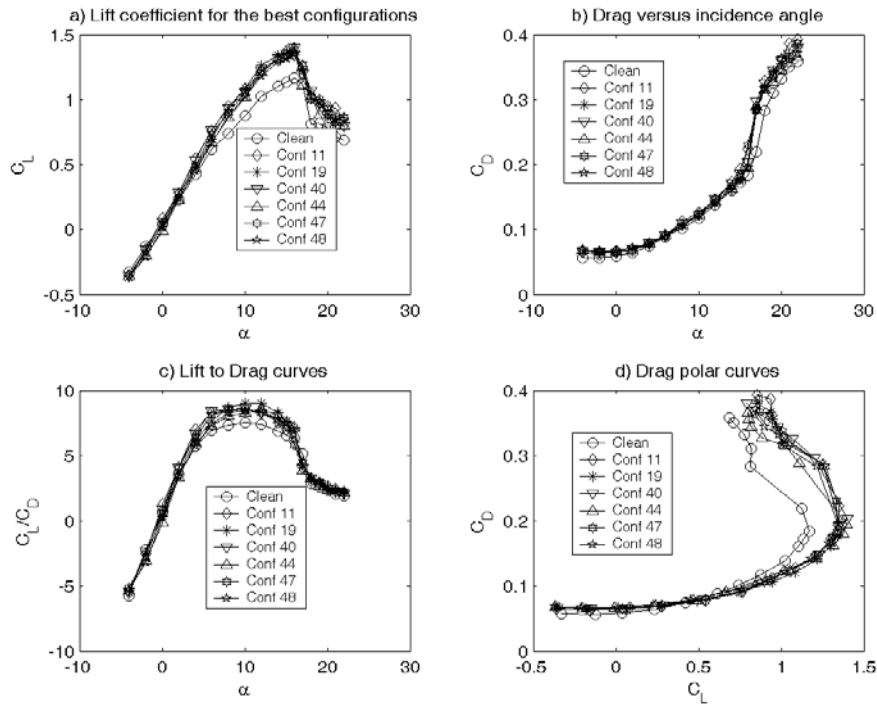 a) Lift coefficient for the best configurations
1.5
1
0.5
0
-0.5
-10
0
10
20
30
C_L
α
Clean
Conf 11
Conf 19
Conf 40
Conf 44
Conf 47
Conf 48
b) Drag versus incidence angle
0.4
0.3
0.2
0.1
0
-10
0
10
20
30
C_D
α
Clean
Conf 11
Conf 19
Conf 40
Conf 44
Conf 47
Conf 48
c) Lift to Drag curves
10
5
0
-5
-10
-10
0
10
20
30
C_L/C_D
α
Clean
Conf 11
Conf 19
Conf 40
Conf 44
Conf 47
Conf 48
d) Drag polar curves
0.4
0.3
0.2
0.1
0
-0.5
0
0.5
1
1.5
C_D
C_L
Clean
Conf 11
Conf 19
Conf 40
Conf 44
Conf 47
Conf 48